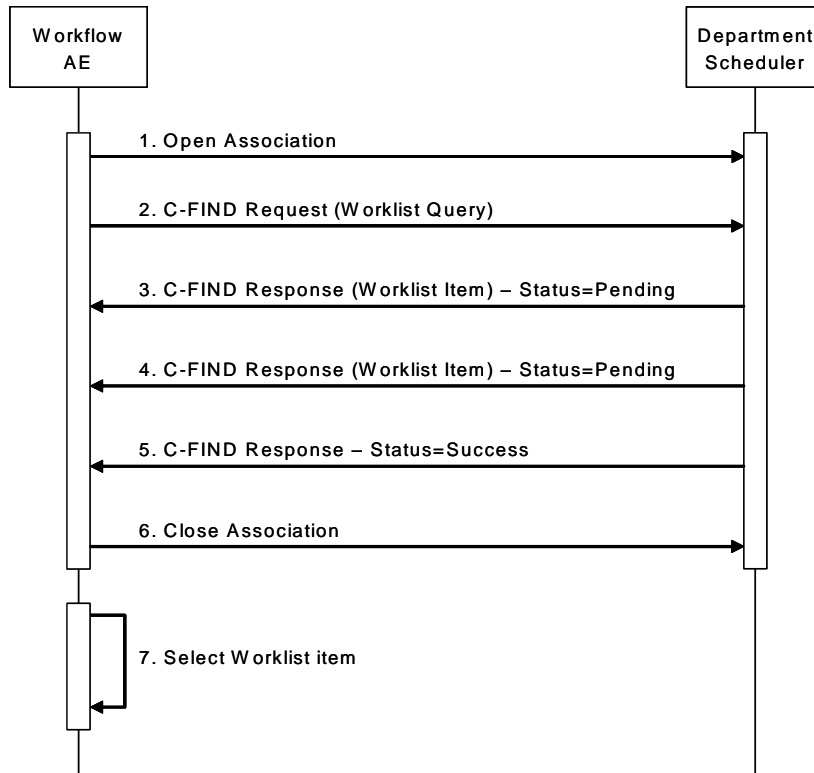 Workflow
AE
Department
Scheduler
1. Open Association
2. C-FIND Request (Worklist Query)
3. C-FIND Response (Worklist Item) – Status=Pending
4. C-FIND Response (Worklist Item) – Status=Pending
5. C-FIND Response – Status=Success
6. Close Association
7. Select Worklist item